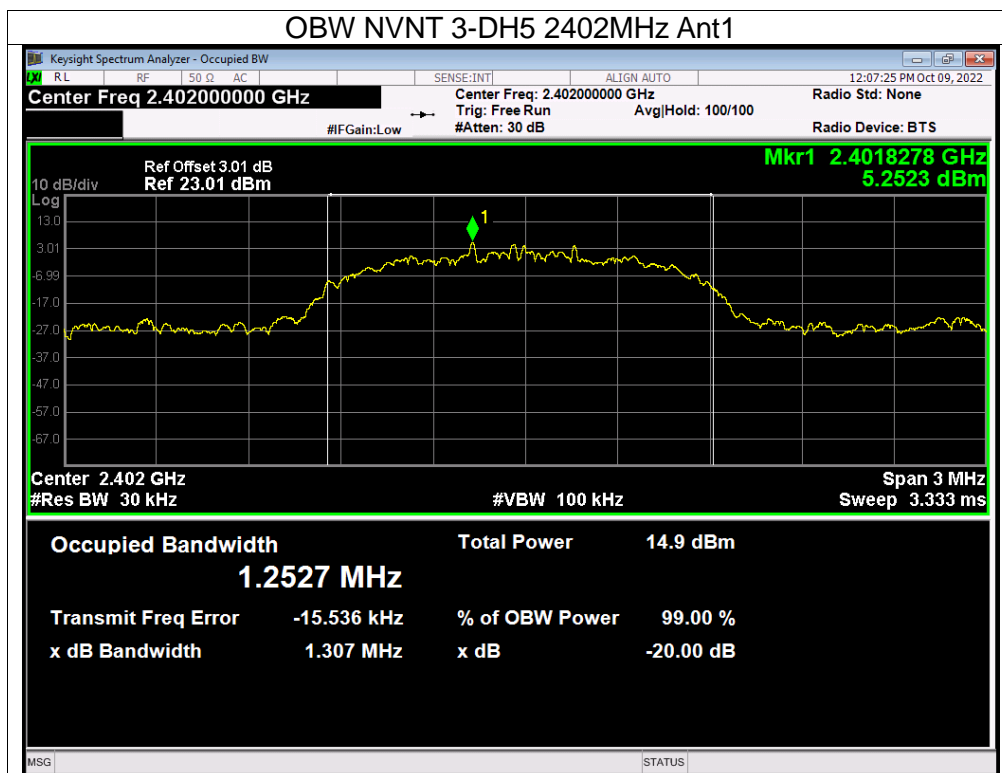 OBW NVNT 3-DH5 2402MHz Ant1
Keysight Spectrum Analyzer - Occupied BW
LXI RL RF 50 Ω AC SENSE:INT ALIGN AUTO 12:07:25 PM Oct 09, 2022
Center Freq 2.402000000 GHz Center Freq: 2.402000000 GHz Radio Std: None
Trig: Free Run Avg|Hold: 100/100
#IFGain:Low #Atten: 30 dB Radio Device: BTS
Mkr1 2.4018278 GHz
Ref Offset 3.01 dB
10 dB/div Ref 23.01 dBm 5.2523 dBm
Log
13.0
1
3.01
-6.99
-17.0
-27.0
-37.0
-47.0
-57.0
-67.0
Center 2.402 GHz Span 3 MHz
#Res BW 30 kHz #VBW 100 kHz Sweep 3.333 ms
Occupied Bandwidth Total Power 14.9 dBm
1.2527 MHz
Transmit Freq Error -15.536 kHz % of OBW Power 99.00 %
x dB Bandwidth 1.307 MHz x dB -20.00 dB
MSG STATUS